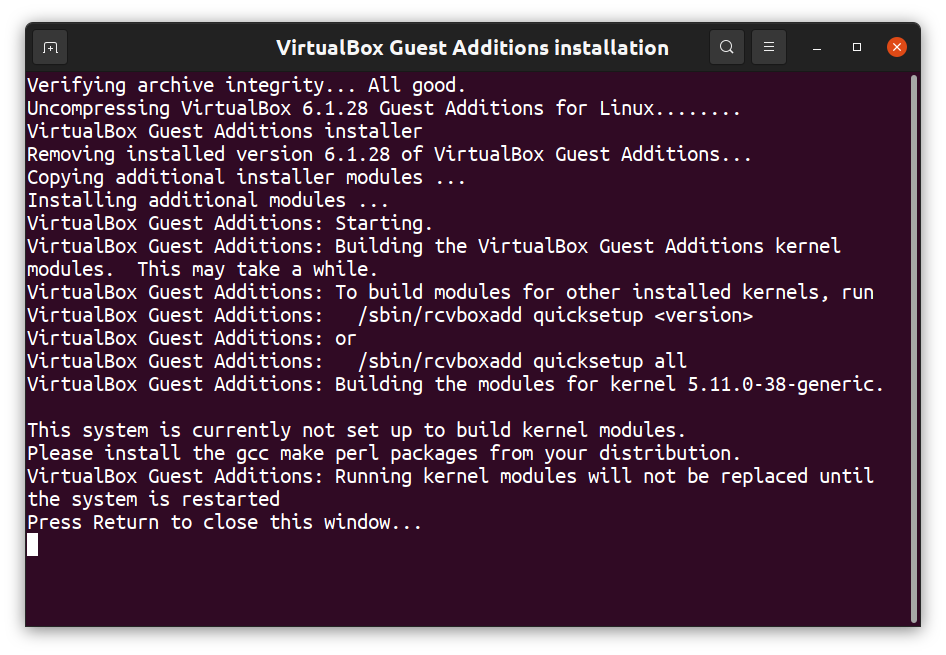 VirtualBox Guest Additions installation
Verifying archive integrity... All good.
Uncompressing VirtualBox 6.1.28 Guest Additions for Linux........
VirtualBox Guest Additions installer
Removing installed version 6.1.28 of VirtualBox Guest Additions...
Copying additional installer modules ...
Installing additional modules ...
VirtualBox Guest Additions: Starting.
VirtualBox Guest Additions: Building the VirtualBox Guest Additions kernel
modules.  This may take a while.
VirtualBox Guest Additions: To build modules for other installed kernels, run
VirtualBox Guest Additions:   /sbin/rcvboxadd quicksetup <version>
VirtualBox Guest Additions: or
VirtualBox Guest Additions:   /sbin/rcvboxadd quicksetup all
VirtualBox Guest Additions: Building the modules for kernel 5.11.0-38-generic.
This system is currently not set up to build kernel modules.
Please install the gcc make perl packages from your distribution.
VirtualBox Guest Additions: Running kernel modules will not be replaced until
the system is restarted
Press Return to close this window...